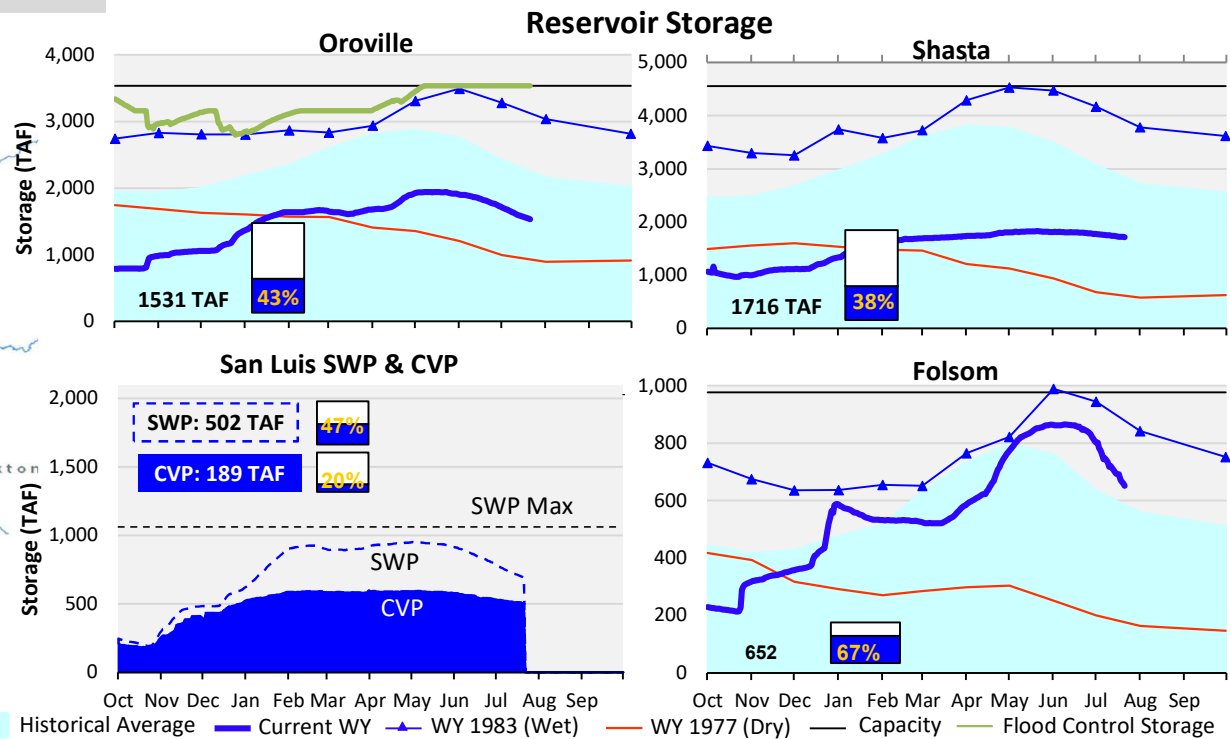 Reservoir Storage
Oroville
Storage (TAF)
4,000
3,000
2,000
1,000
0
1531 TAF
43%
Shasta
5,000
4,000
3,000
2,000
1,000
0
1716 TAF
38%
San Luis SWP & CVP
Storage (TAF)
2,000
1,500
1,000
500
0
SWP: 502 TAF
47%
CVP: 189 TAF
20%
SWP Max
SWP
CVP
Oct Nov Dec Jan Feb Mar Apr May Jun Jul Aug Sep
Folsom
1,000
800
600
400
200
0
652
67%
Oct Nov Dec Jan Feb Mar Apr May Jun Jul Aug Sep
Historical Average Current WY WY 1983 (Wet) WY 1977 (Dry) Capacity Flood Control Storage